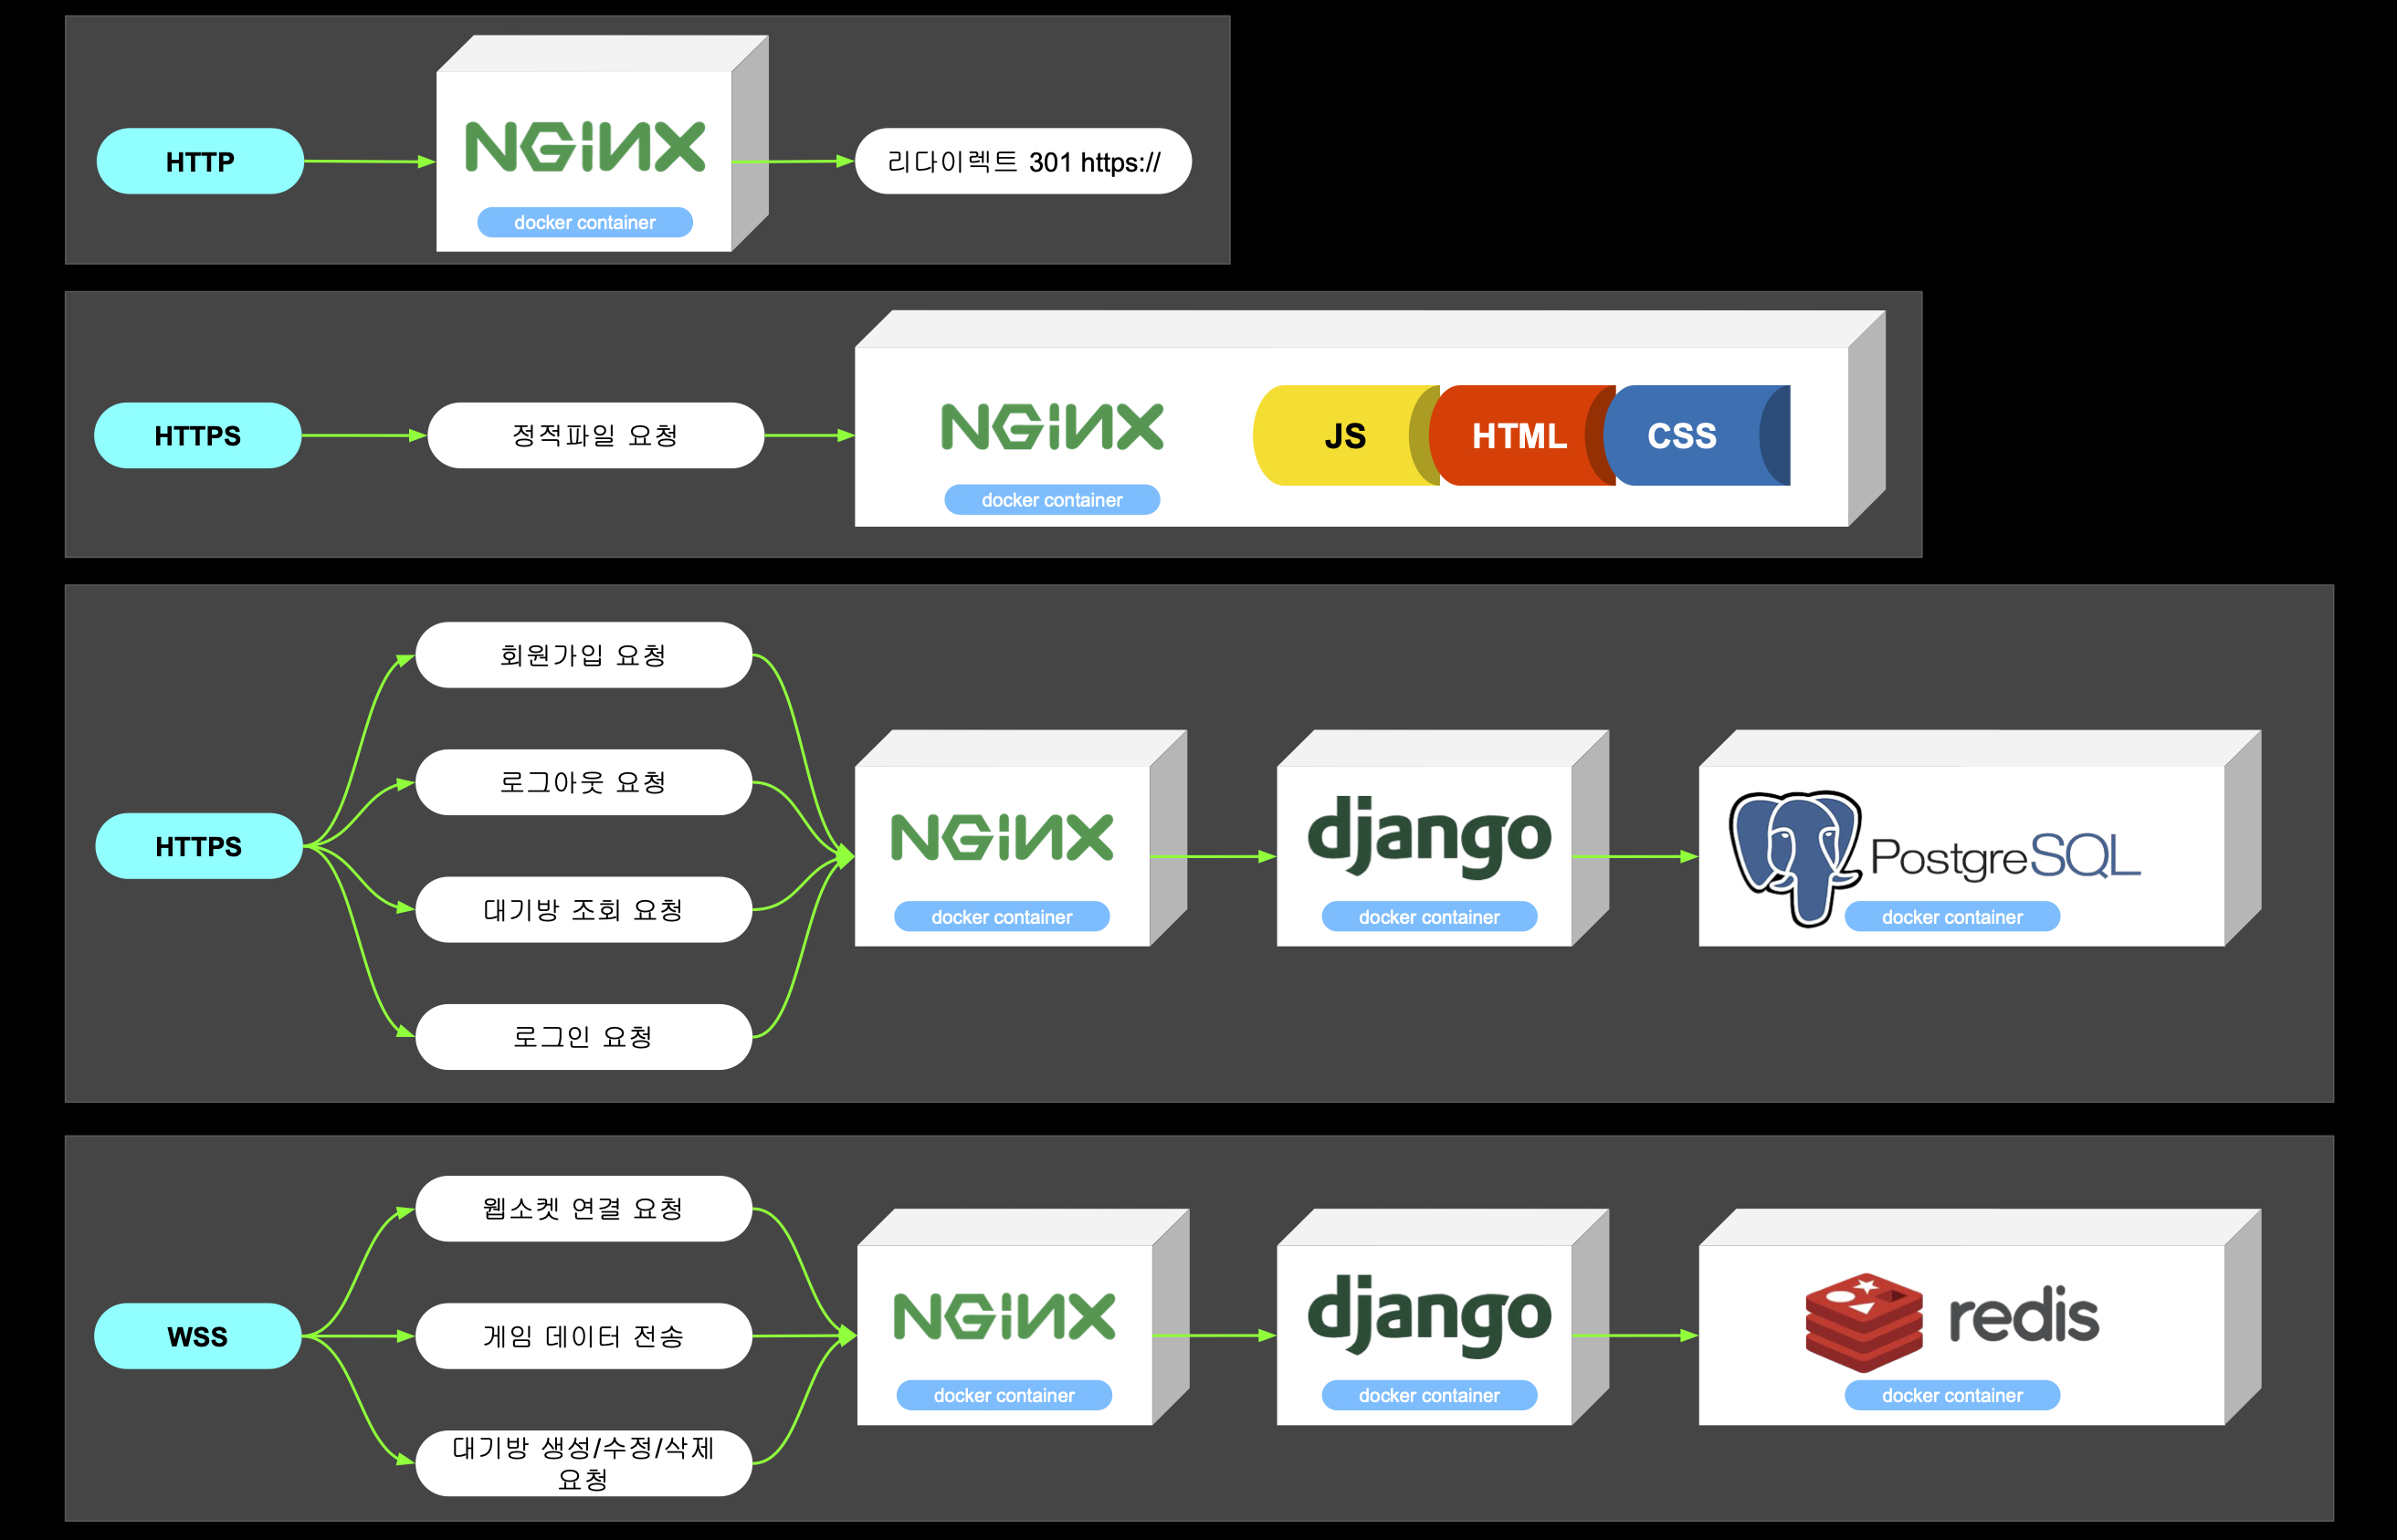 HTTP
NGINX
docker container
리다이렉트 301 https://
HTTPS
정적파일 요청
NGINX
docker container
JS
HTML
CSS
HTTPS
회원가입 요청
로그아웃 요청
대기방 조회 요청
로그인 요청
NGINX
docker container
django
docker container
PostgreSQL
docker container
WSS
웹소켓 연결 요청
게임 데이터 전송
대기방 생성/수정/삭제
요청
NGINX
docker container
django
docker container
redis
docker container